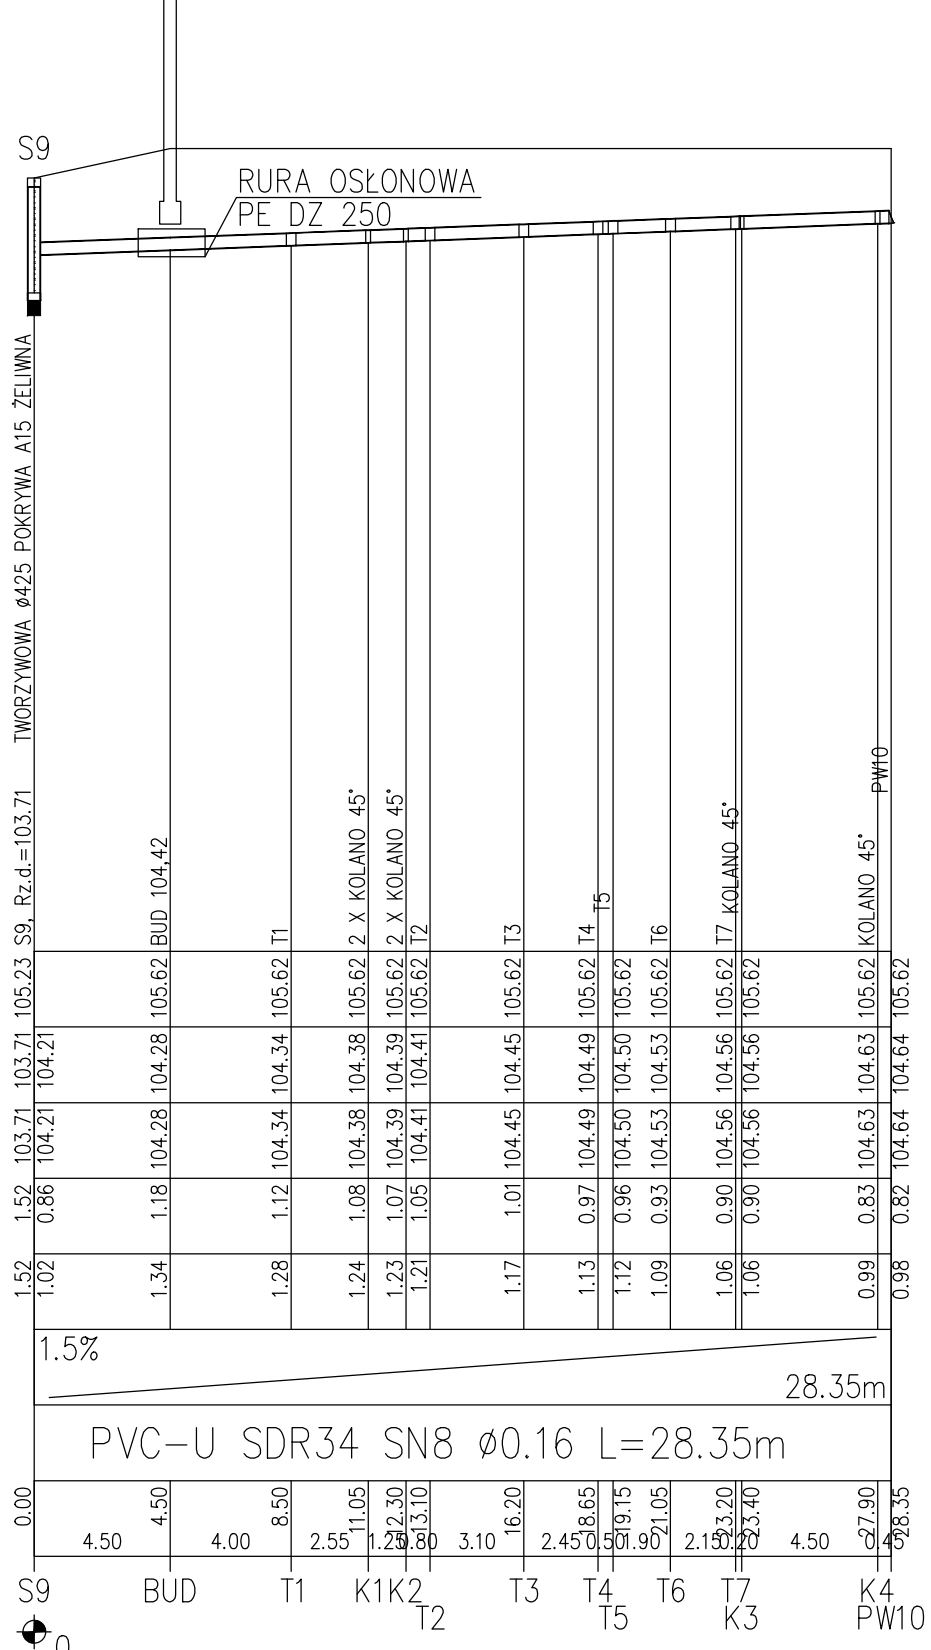 S9
RURA OSŁONOWA
PE DZ 250
S9, Rz.d.=103.71 TWORZYWOWA ø425 POKRYWA A15 ŻELIWNA
BUD 104,42
T1
2 X KOLANO 45°
2 X KOLANO 45°
T2
T3
T4
T5
T6
T7
KOLANO 45°
KOLANO 45°
PW10
105.23 105.62 105.62 105.62 105.62 105.62 105.62 105.62 105.62 105.62 105.62 105.62 105.62 105.62
103.71 104.21 104.28 104.34 104.38 104.39 104.41 104.45 104.49 104.50 104.53 104.56 104.56 104.63 104.64
103.71 104.21 104.28 104.34 104.38 104.39 104.41 104.45 104.49 104.50 104.53 104.56 104.56 104.63 104.64
1.52 0.86 1.18 1.12 1.08 1.07 1.05 1.01 0.97 0.96 0.93 0.90 0.90 0.83 0.82
1.52 1.02 1.34 1.28 1.24 1.23 1.21 1.17 1.13 1.12 1.09 1.06 1.06 0.99 0.98
1.5%
28.35m
PVC-U SDR34 SN8 ø0.16 L=28.35m
0.00 4.50 8.50 11.05 12.30 13.10 16.20 18.65 19.15 21.05 23.20 23.40 27.90 28.35
4.50 4.00 2.55 1.25 0.80 3.10 2.45 0.50 1.90 2.15 0.20 4.50 0.45
S9 BUD T1 K1 K2 T3 T4 T6 T7 K4
T2 T5 K3 PW10
0